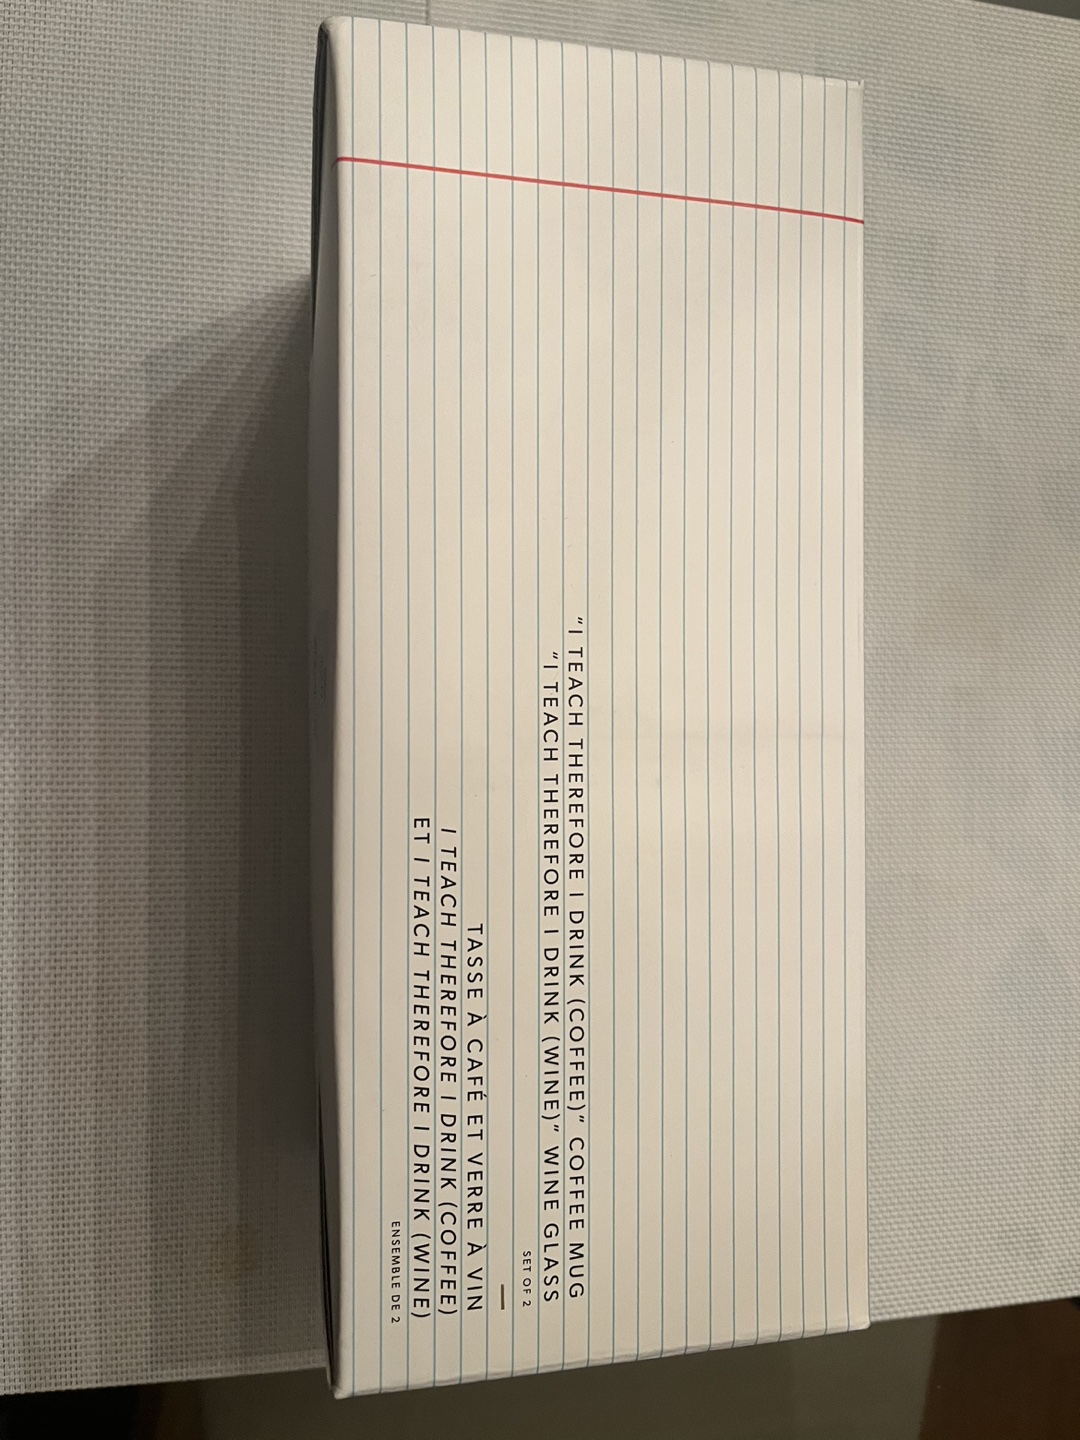 “I TEACH THEREFORE I DRINK (COFFEE)” COFFEE MUG
“I TEACH THEREFORE I DRINK (WINE)” WINE GLASS
SET OF 2
TASSE À CAFÉ ET VERRE À VIN
I TEACH THEREFORE I DRINK (COFFEE)
ET I TEACH THEREFORE I DRINK (WINE)
ENSEMBLE DE 2